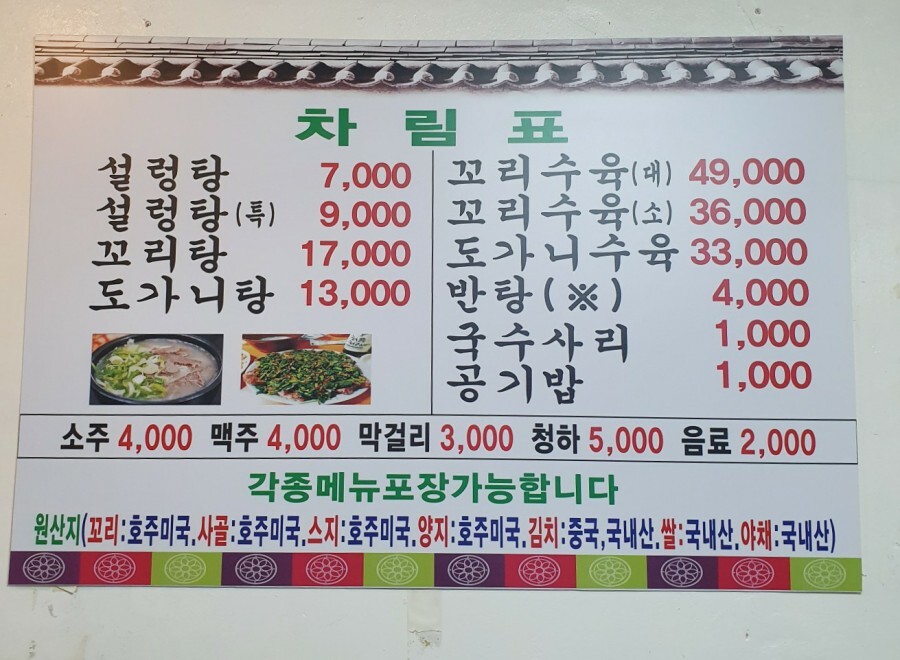 차림표
설렁탕 7,000
설렁탕(특) 9,000
꼬리탕 17,000
도가니탕 13,000
꼬리수육(대) 49,000
꼬리수육(소) 36,000
도가니수육 33,000
반탕(※) 4,000
국수사리 1,000
공기밥 1,000
소주 4,000 맥주 4,000 막걸리 3,000 청하 5,000 음료 2,000
각종메뉴포장가능합니다
원산지(꼬리:호주미국.사골:호주미국.스지:호주미국.양지:호주미국.김치:중국,국내산.쌀:국내산.야채:국내산)